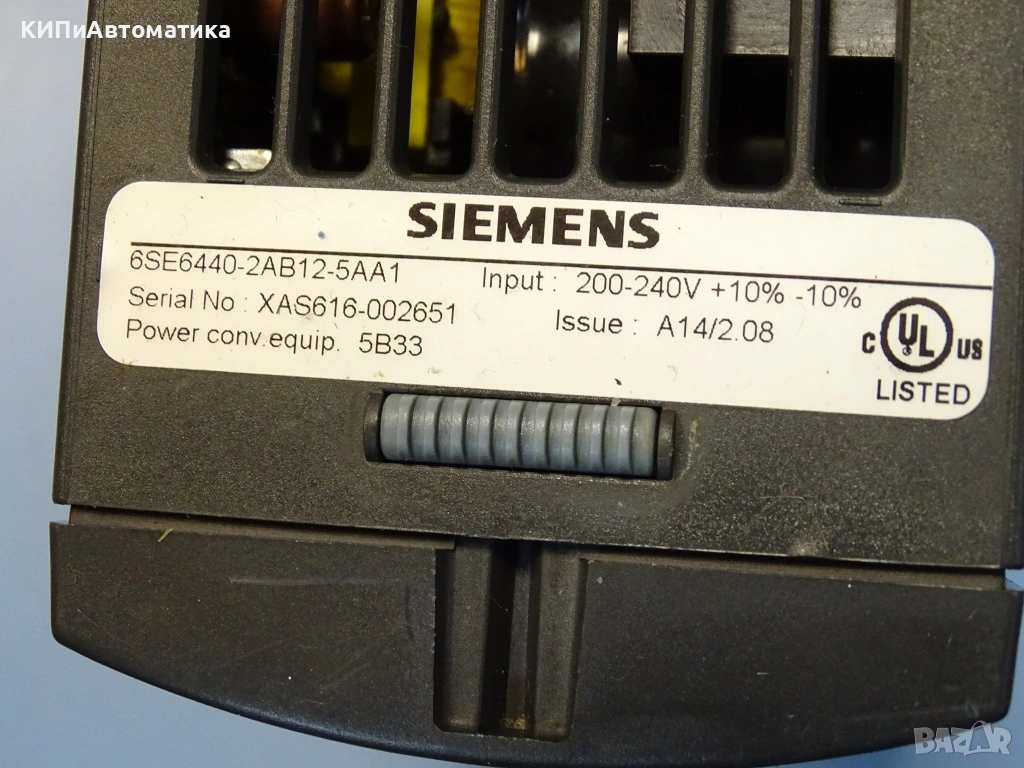 КИПиАвтоматика
SIEMENS
6SE6440-2AB12-5AA1 Input : 200-240V +10% -10%
Serial No : XAS616-002651 Issue : A14/2.08
Power conv.equip. 5B33
C UL US
LISTED
BAZAR